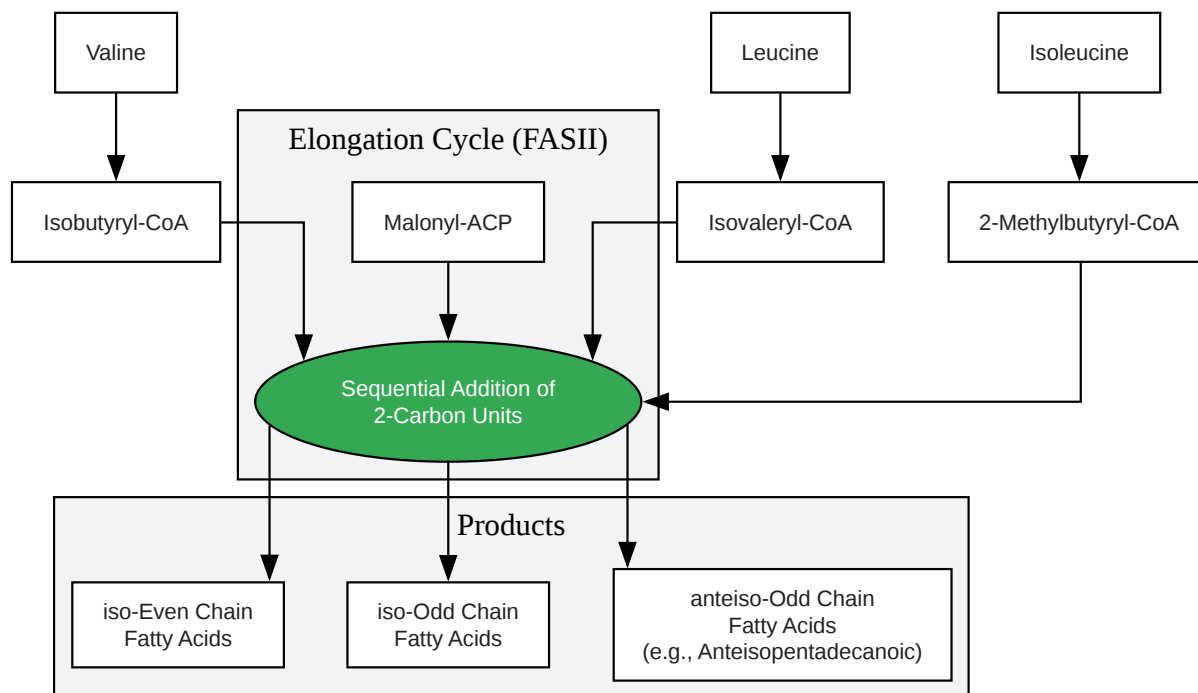 Valine
Leucine
Isoleucine
Elongation Cycle (FASII)
Isobutyryl-CoA
Malonyl-ACP
Isovaleryl-CoA
2-Methylbutyryl-CoA
Sequential Addition of
2-Carbon Units
Products
iso-Even Chain
Fatty Acids
iso-Odd Chain
Fatty Acids
anteiso-Odd Chain
Fatty Acids
(e.g., Anteisopentadecanoic)